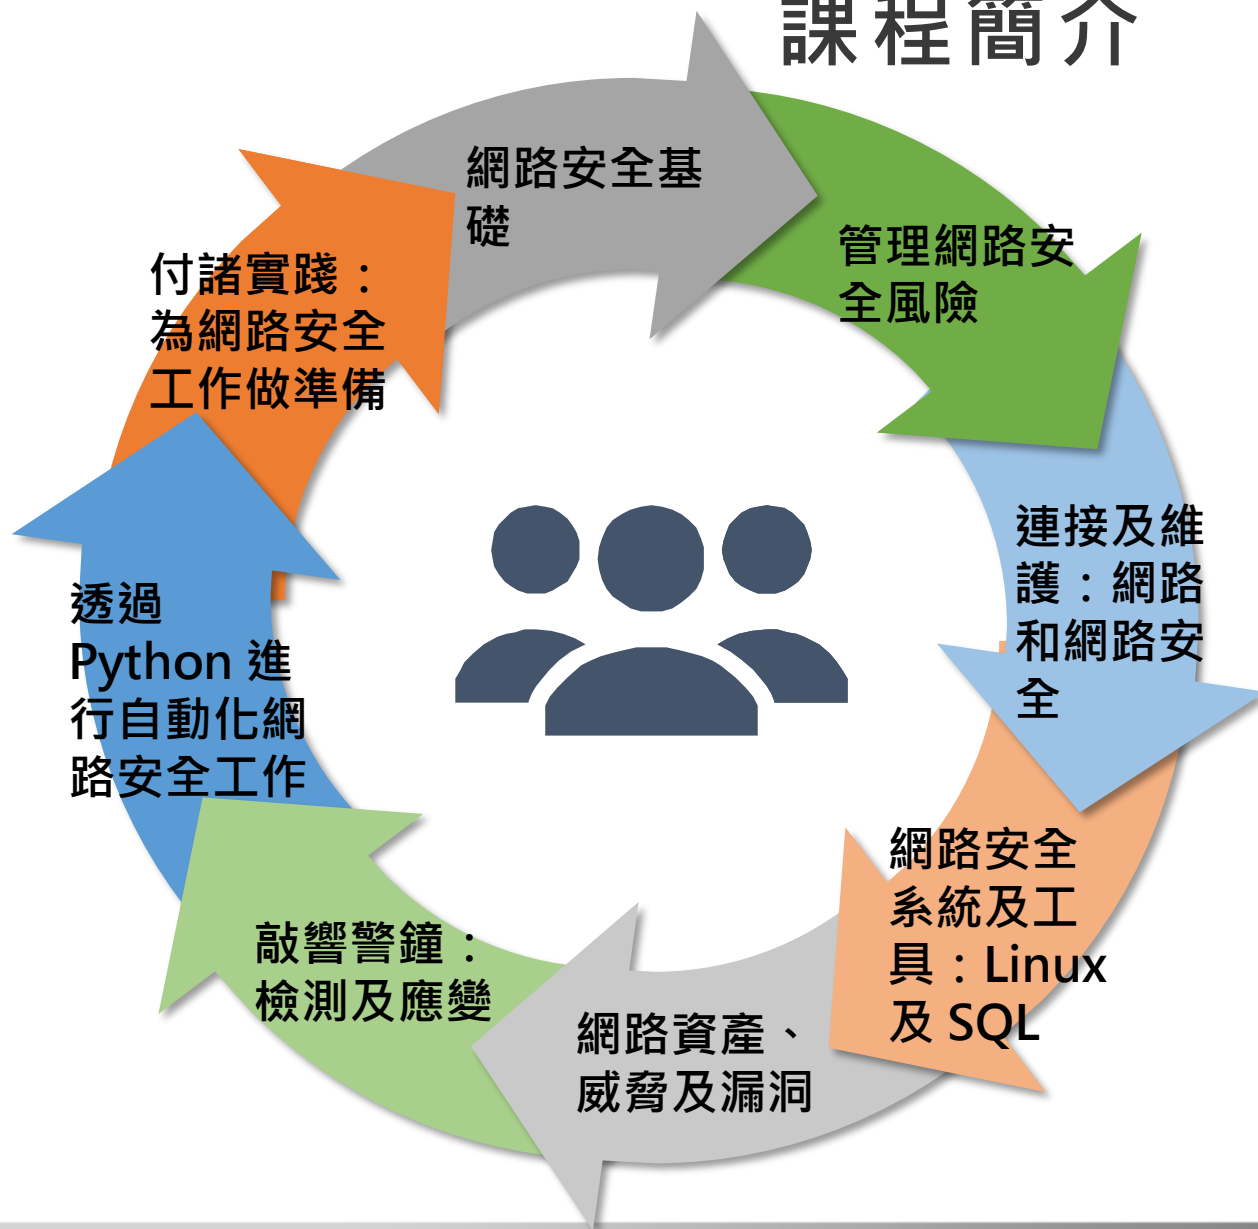 課程簡介
網路安全基
礎
管理網路安
全風險
連接及維
護：網路
和網路安
全
網路安全
系統及工
具：Linux
及 SQL
網路資產、
威脅及漏洞
敲響警鐘：
檢測及應變
透過
Python 進
行自動化網
路安全工作
付諸實踐：
為網路安全
工作做準備